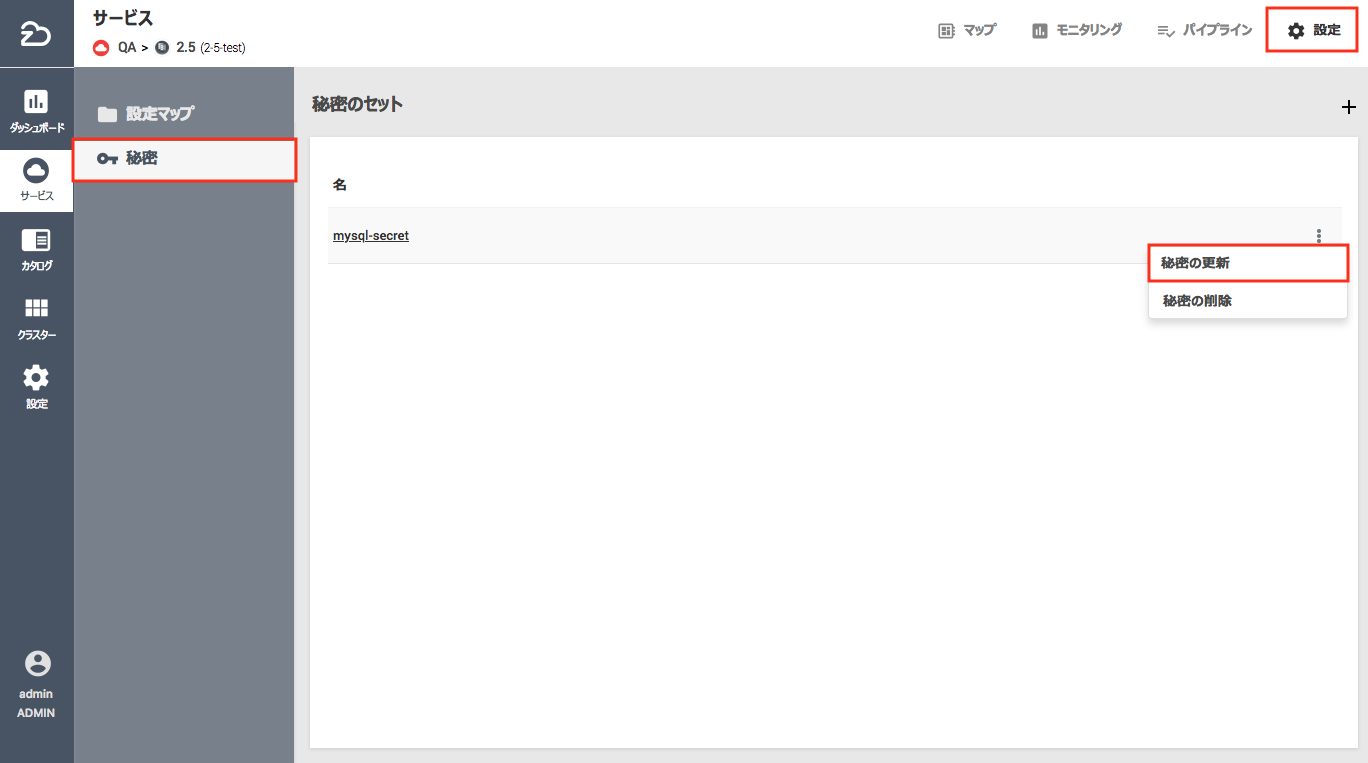 サービス
QA > 2.5 (2-5-test)
マップ
モニタリング
パイプライン
設定
ダッシュボード
サービス
カタログ
クラスター
設定
admin
ADMIN
設定マップ
秘密
秘密のセット
+
名
mysql-secret
秘密の更新
秘密の削除